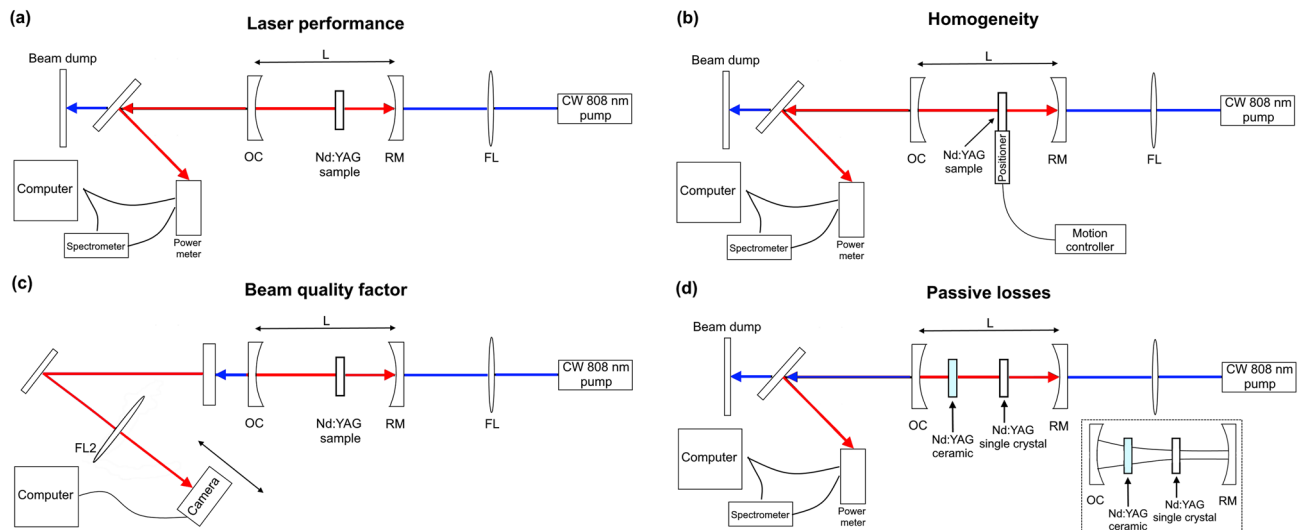 (a)
Laser performance
L
Beam dump
CW 808 nm
pump
OC
Nd:YAG
sample
RM
FL
Computer
Spectrometer
Power
meter
(b)
Homogeneity
L
Beam dump
CW 808 nm
pump
OC
Nd:YAG
sample
Positioner
RM
FL
Computer
Spectrometer
Power
meter
Motion
controller
(c)
Beam quality factor
L
CW 808 nm
pump
OC
Nd:YAG
sample
RM
FL
FL2
Computer
Camera
(d)
Passive losses
L
Beam dump
CW 808 nm
pump
OC
Nd:YAG
ceramic
Nd:YAG
single crystal
RM
FL
Computer
Spectrometer
Power
meter
OC
Nd:YAG
ceramic
Nd:YAG
single crystal
RM